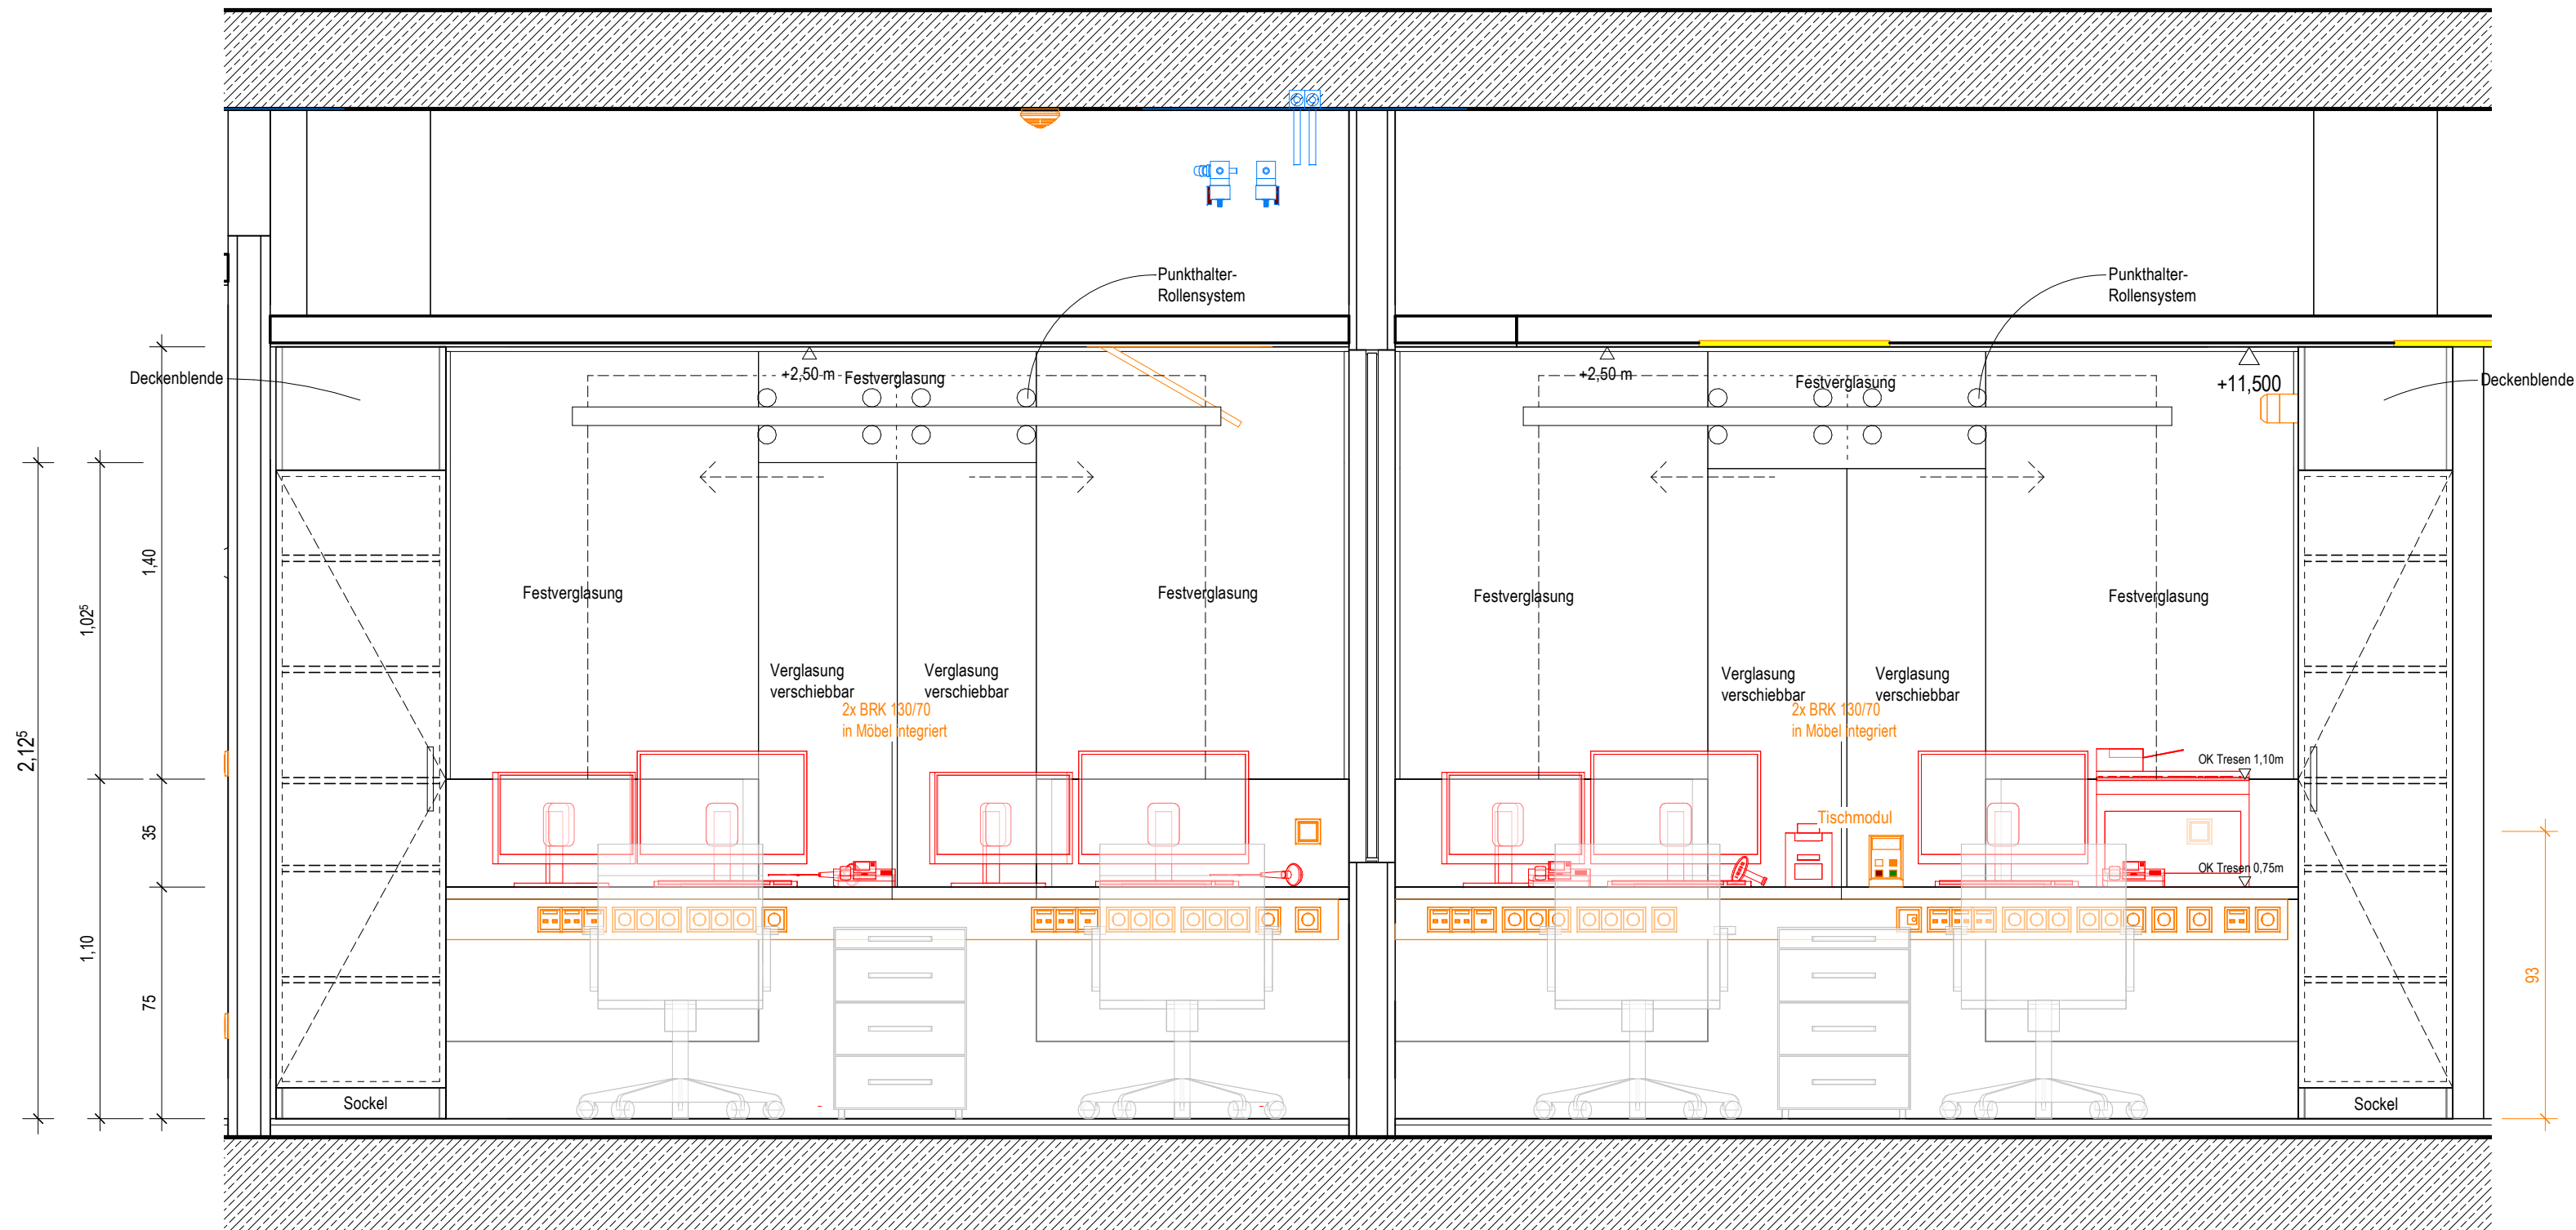 Punkthalter-
Rollensystem
Punkthalter-
Rollensystem
Deckenblende
+2,50 m
Festverglasung
+2,50 m
Festverglasung
+11,500
Deckenblende
1,40
1,02⁵
2,12⁵
Festverglasung
Festverglasung
Festverglasung
Festverglasung
Verglasung
verschiebbar
Verglasung
verschiebbar
Verglasung
verschiebbar
Verglasung
verschiebbar
2x BRK 130/70
in Möbel integriert
2x BRK 130/70
in Möbel integriert
OK Tresen 1,10m
Tischmodul
35
OK Tresen 0,75m
1,10
75
93
Sockel
Sockel